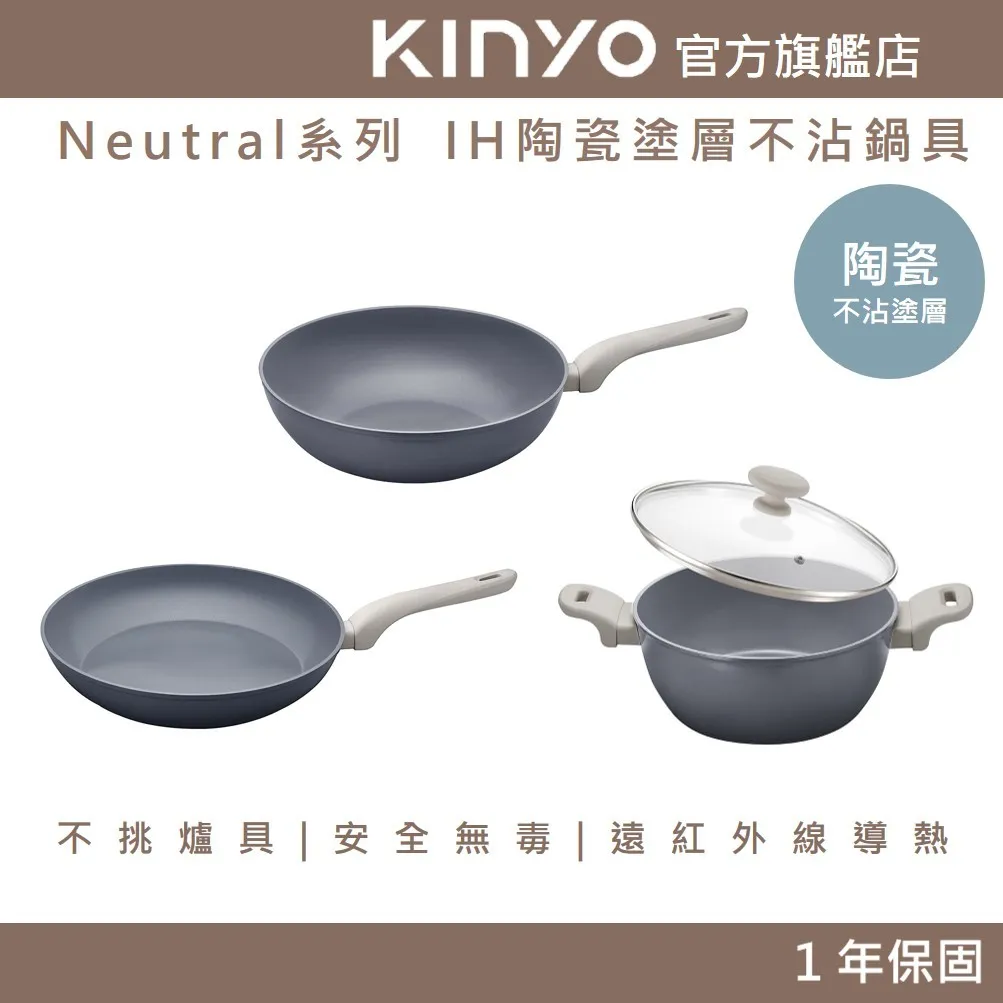 KINYO 官方旗艦店
Neutral系列 IH陶瓷塗層不沾鍋具
陶瓷
不沾塗層
不挑爐具|安全無毒|遠紅外線導熱
1年保固